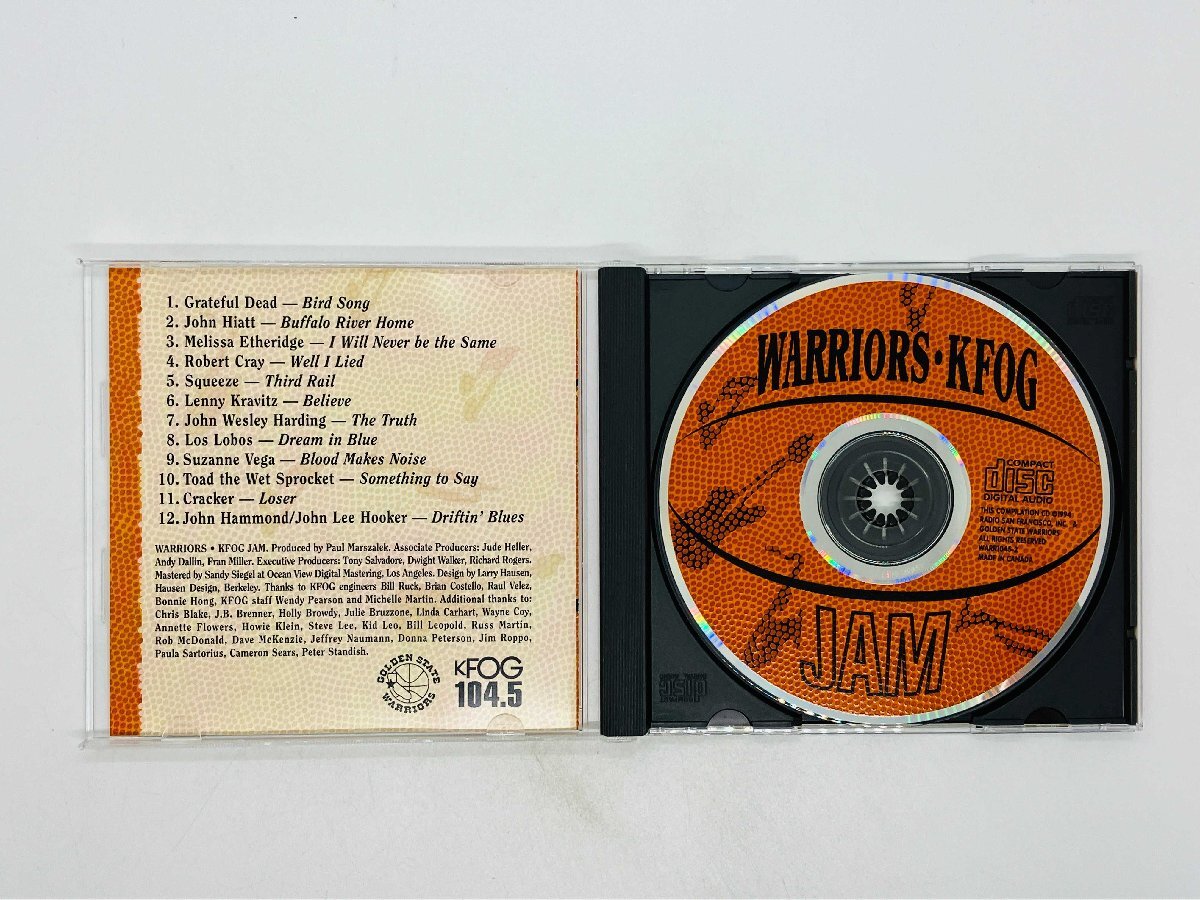 1. Grateful Dead — Bird Song
2. John Hiatt — Buffalo River Home
3. Melissa Etheridge — I Will Never be the Same
4. Robert Cray — Well I Lied
5. Squeeze — Third Rail
6. Lenny Kravitz — Believe
7. John Wesley Harding — The Truth
8. Los Lobos — Dream in Blue
9. Suzanne Vega — Blood Makes Noise
10. Toad the Wet Sprocket — Something to Say
11. Cracker — Loser
12. John Hammond/John Lee Hooker — Driftin' Blues
WARRIORS • KFOG JAM. Produced by Paul Marszalek. Associate Producers: Jude Heller,
Andy Dallin, Fran Miller. Executive Producers: Tony Salvadore, Dwight Walker, Richard Rogers.
Mastered by Sandy Siegel at Ocean View Digital Mastering, Los Angeles. Design by Larry Hausen,
Hausen Design, Berkeley. Thanks to KFOG engineers Bill Ruck, Brian Costello, Raul Velez,
Bonnie Hong, KFOG staff Wendy Pearson and Michelle Martin. Additional thanks to:
Chris Blake, J.B. Brenner, Holly Browdy, Julie Bruzzone, Linda Carhart, Wayne Coy,
Annette Flowers, Howie Klein, Steve Lee, Kid Leo, Bill Leopold, Russ Martin,
Rob McDonald, Dave McKenzie, Jeffrey Naumann, Donna Peterson, Jim Roppo,
Paula Sartorius, Cameron Sears, Peter Standish.
GOLDEN STATE
WARRIORS
KFOG
104.5
WARRIORS • KFOG
COMPACT
disc
DIGITAL AUDIO
THIS COMPILATION CD ©1994
RADIO SAN FRANCISCO, INC. &
GOLDEN STATE WARRIORS
ALL RIGHTS RESERVED
WARR1045-2
MADE IN CANADA
JAM